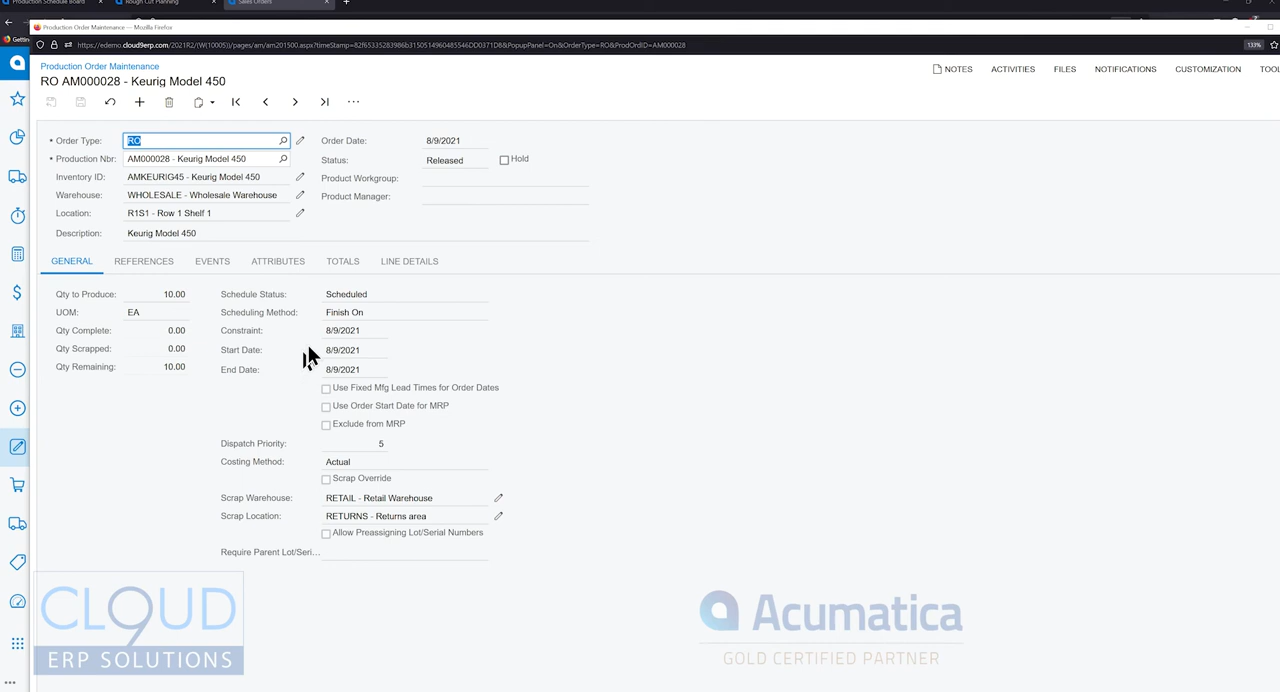 Production Schedule Board × Rough Cut Planning × Sales Orders × +
Production Order Maintenance — Mozilla Firefox
Getting
https://edemo.cloud9erp.com/2021R2/(W(10005))/pages/am/am201500.aspx?timeStamp=82f65335283986b3150514960485546DD0371D8&PopupPanel=On&OrderType=RO&ProdOrdID=AM000028 133%
Production Order Maintenance
RO AM000028 - Keurig Model 450
NOTES ACTIVITIES FILES NOTIFICATIONS CUSTOMIZATION TOOL
Order Type: RO Order Date: 8/9/2021
Production Nbr: AM000028 - Keurig Model 450 Status: Released Hold
Inventory ID: AMKEURIG45 - Keurig Model 450 Product Workgroup:
Warehouse: WHOLESALE - Wholesale Warehouse Product Manager:
Location: R1S1 - Row 1 Shelf 1
Description: Keurig Model 450
GENERAL REFERENCES EVENTS ATTRIBUTES TOTALS LINE DETAILS
Qty to Produce: 10.00 Schedule Status: Scheduled
UOM: EA Scheduling Method: Finish On
Qty Complete: 0.00 Constraint: 8/9/2021
Qty Scrapped: 0.00 Start Date: 8/9/2021
Qty Remaining: 10.00 End Date: 8/9/2021
Use Fixed Mfg Lead Times for Order Dates
Use Order Start Date for MRP
Exclude from MRP
Dispatch Priority: 5
Costing Method: Actual
Scrap Override
Scrap Warehouse: RETAIL - Retail Warehouse
Scrap Location: RETURNS - Returns area
Allow Preassigning Lot/Serial Numbers
Require Parent Lot/Seri...
CLOUD 9
ERP SOLUTIONS
Acumatica
GOLD CERTIFIED PARTNER